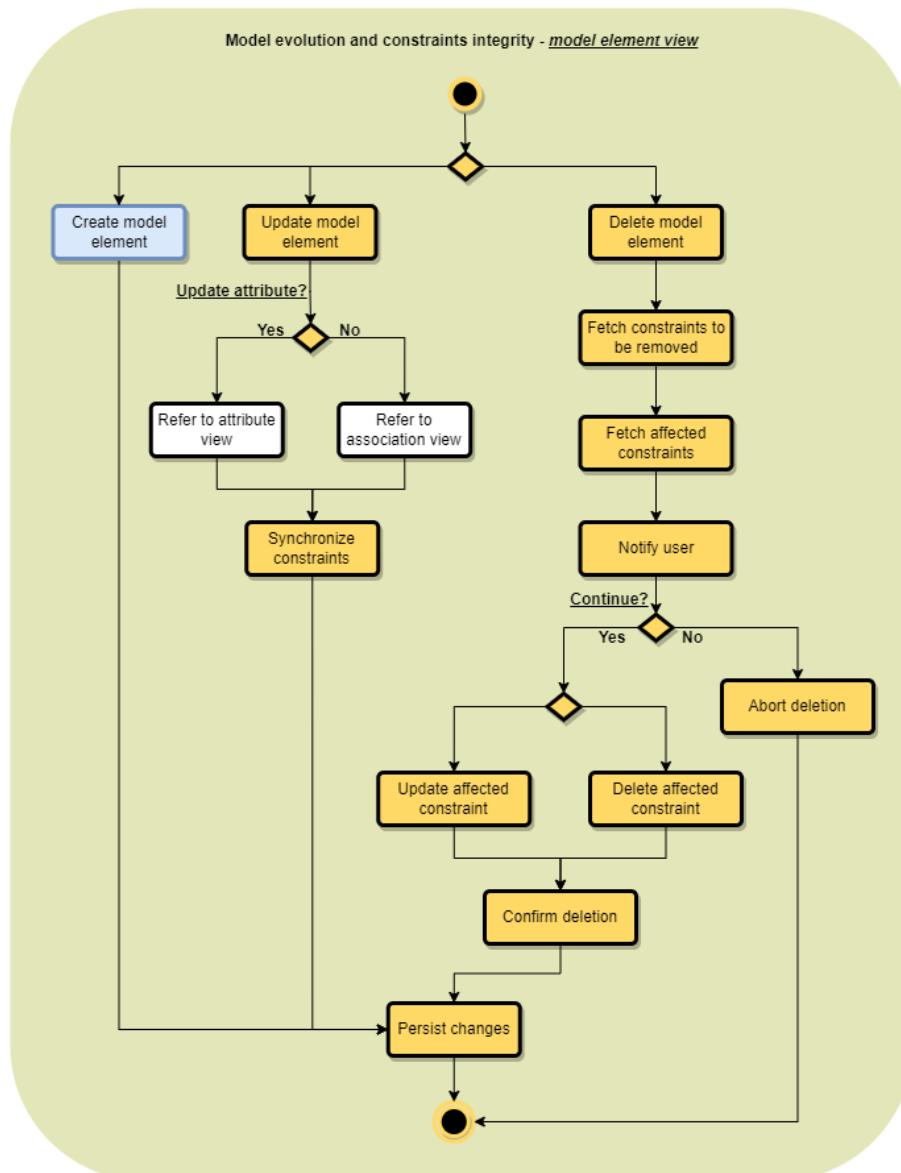 Model evolution and constraints integrity - model element view
Create model
element
Update model
element
Delete model
element
Update attribute?
Yes
No
Fetch constraints to
be removed
Refer to attribute
view
Refer to
association view
Fetch affected
constraints
Synchronize
constraints
Notify user
Continue?
Yes
No
Abort deletion
Update affected
constraint
Delete affected
constraint
Confirm deletion
Persist changes